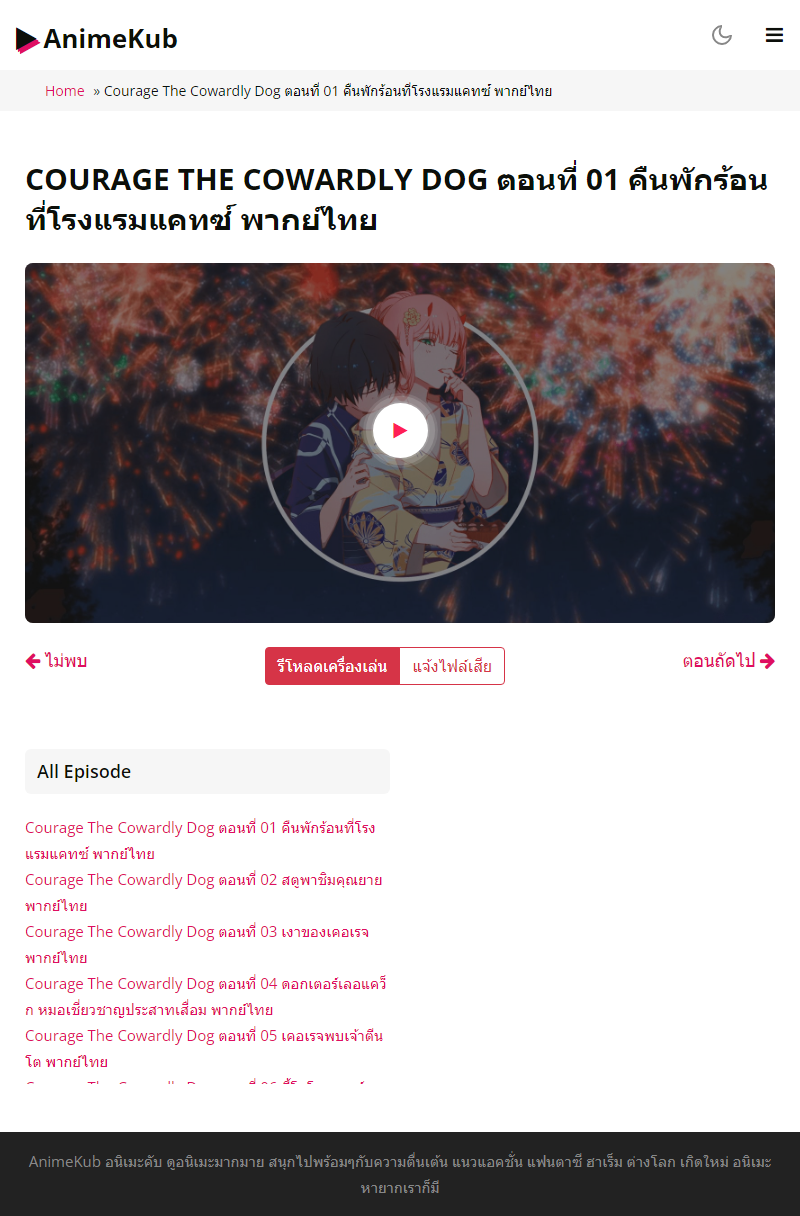 AnimeKub
Home » Courage The Cowardly Dog ตอนที่ 01 คืนพักร้อนที่โรงแรมแคทซ์ พากย์ไทย
COURAGE THE COWARDLY DOG ตอนที่ 01 คืนพักร้อน
ที่โรงแรมแคทซ์ พากย์ไทย
ไม่พบ
รีโหลดเครื่องเล่น
แจ้งไฟล์เสีย
ตอนถัดไป
All Episode
Courage The Cowardly Dog ตอนที่ 01 คืนพักร้อนที่โรง
แรมแคทซ์ พากย์ไทย
Courage The Cowardly Dog ตอนที่ 02 สตูพาชิมคุณยาย
พากย์ไทย
Courage The Cowardly Dog ตอนที่ 03 เงาของเคอเรจ
พากย์ไทย
Courage The Cowardly Dog ตอนที่ 04 ดอกเตอร์เลอแคว็
ก หมอเชี่ยวชาญประสาทเสื่อม พากย์ไทย
Courage The Cowardly Dog ตอนที่ 05 เคอเรจพบเจ้าตีน
โต พากย์ไทย
AnimeKub อนิเมะคับ ดูอนิเมะมากมาย สนุกไปพร้อมๆกับความตื่นเต้น แนวแอคชั่น แฟนตาซี ฮาเร็ม ต่างโลก เกิดใหม่ อนิเมะ
หายากเราก็มี